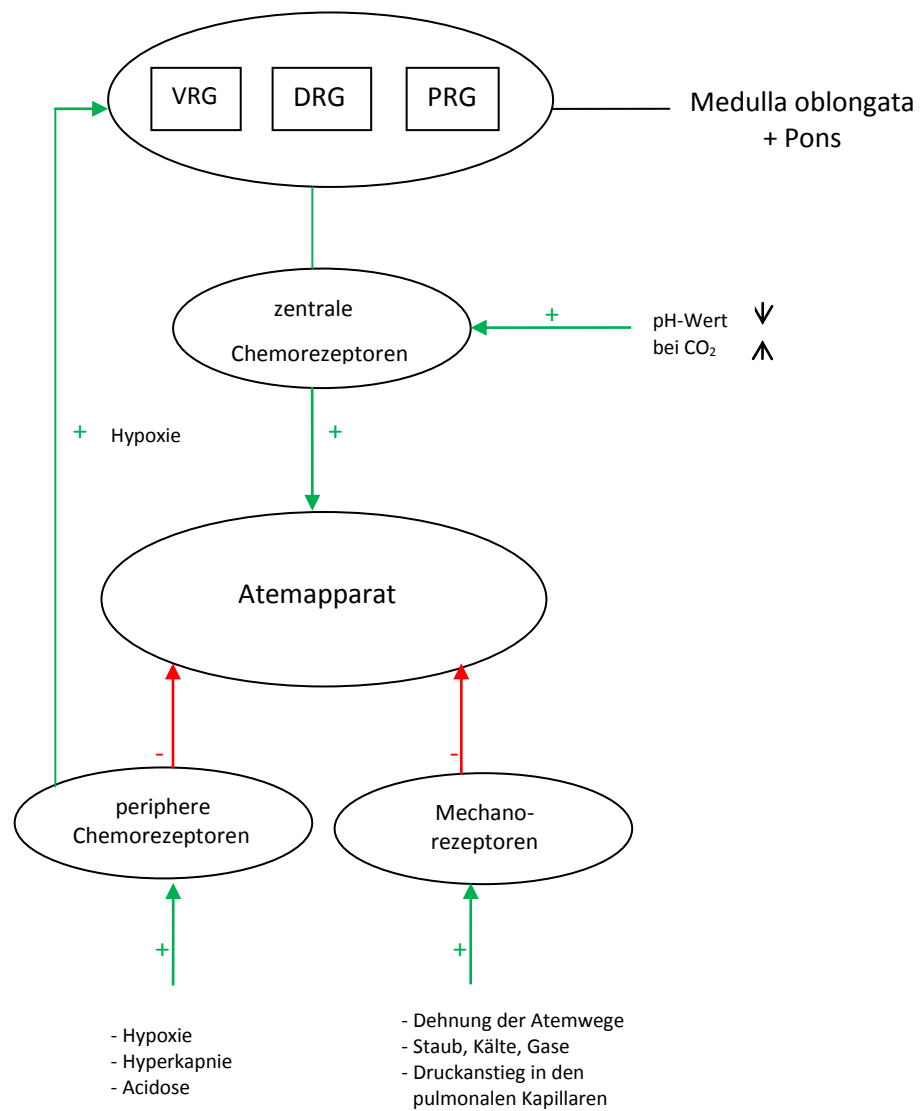 VRG
DRG
PRG
Medulla oblongata
+ Pons
zentrale
Chemorezeptoren
+
pH-Wert
bei CO₂
+ Hypoxie
+
Atemapparat
-
-
periphere
Chemorezeptoren
Mechano-
rezeptoren
+
+
- Hypoxie
- Hyperkapnie
- Acidose
- Dehnung der Atemwege
- Staub, Kälte, Gase
- Druckanstieg in den
pulmonalen Kapillaren